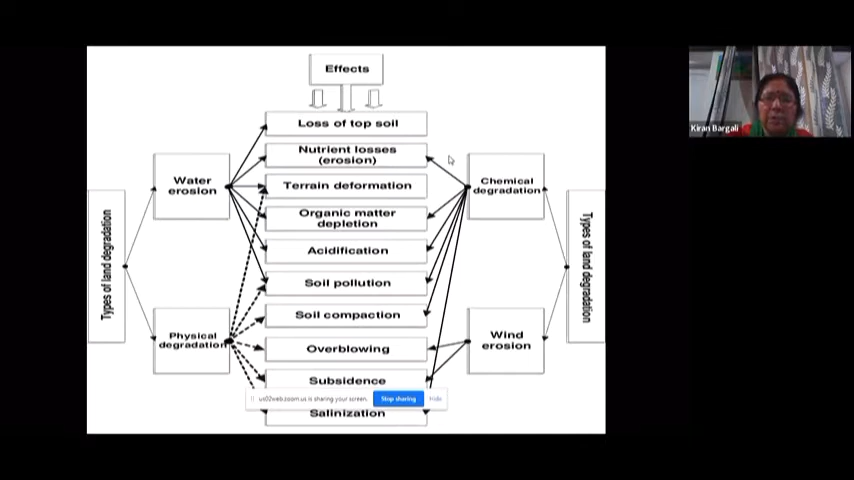 Effects
Loss of top soil
Nutrient losses
(erosion)
Terrain deformation
Organic matter
depletion
Acidification
Soil pollution
Soil compaction
Overblowing
Subsidence
Salinization
Types of land degradation
Water
erosion
Physical
degradation
Chemical
degradation
Wind
erosion
Types of land degradation
us02web.zoom.us is sharing your screen.
Stop sharing
Hide
Kiran Bargali